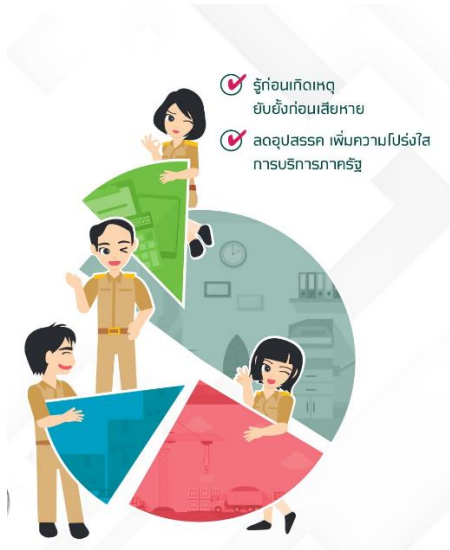 รู้ก่อนเกิดเหตุ
ยับยั้งก่อนเสียหาย
ลดอุปสรรค เพิ่มความโปร่งใส
การบริการภาครัฐ